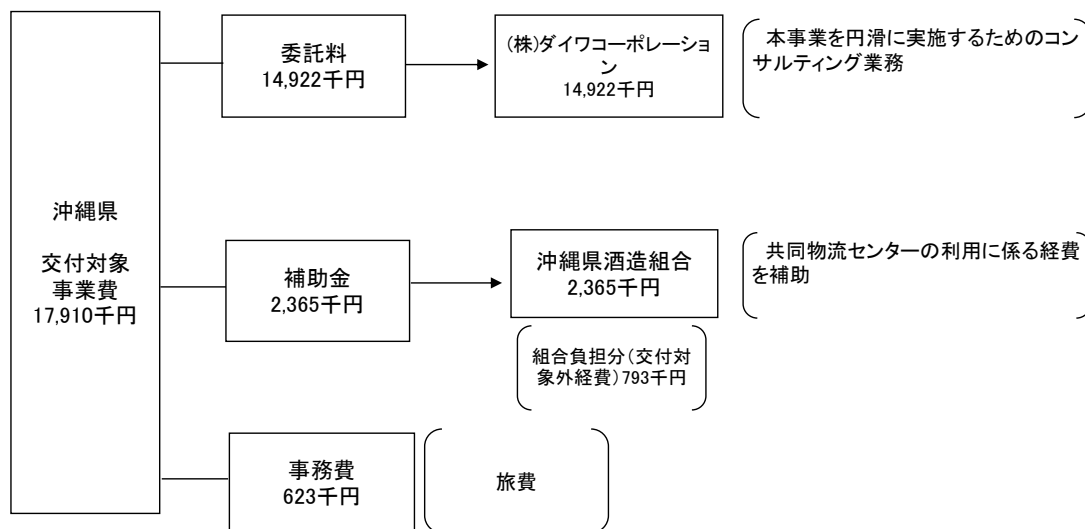 沖縄県
交付対象
事業費
17,910千円
委託料
14,922千円
(株)ダイワコーポレーショ
ン
14,922千円
本事業を円滑に実施するためのコン
サルティング業務
補助金
2,365千円
沖縄県酒造組合
2,365千円
共同物流センターの利用に係る経費
を補助
組合負担分(交付対
象外経費)793千円
事務費
623千円
旅費